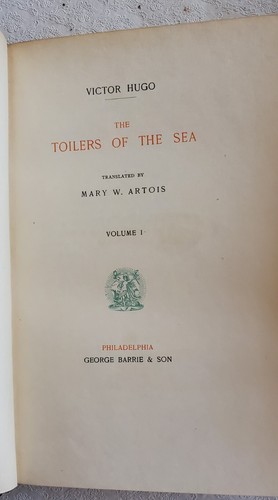 VICTOR HUGO
THE
TOILERS OF THE SEA
TRANSLATED BY
MARY W. ARTOIS
VOLUME I
PHILADELPHIA
GEORGE BARRIE & SON